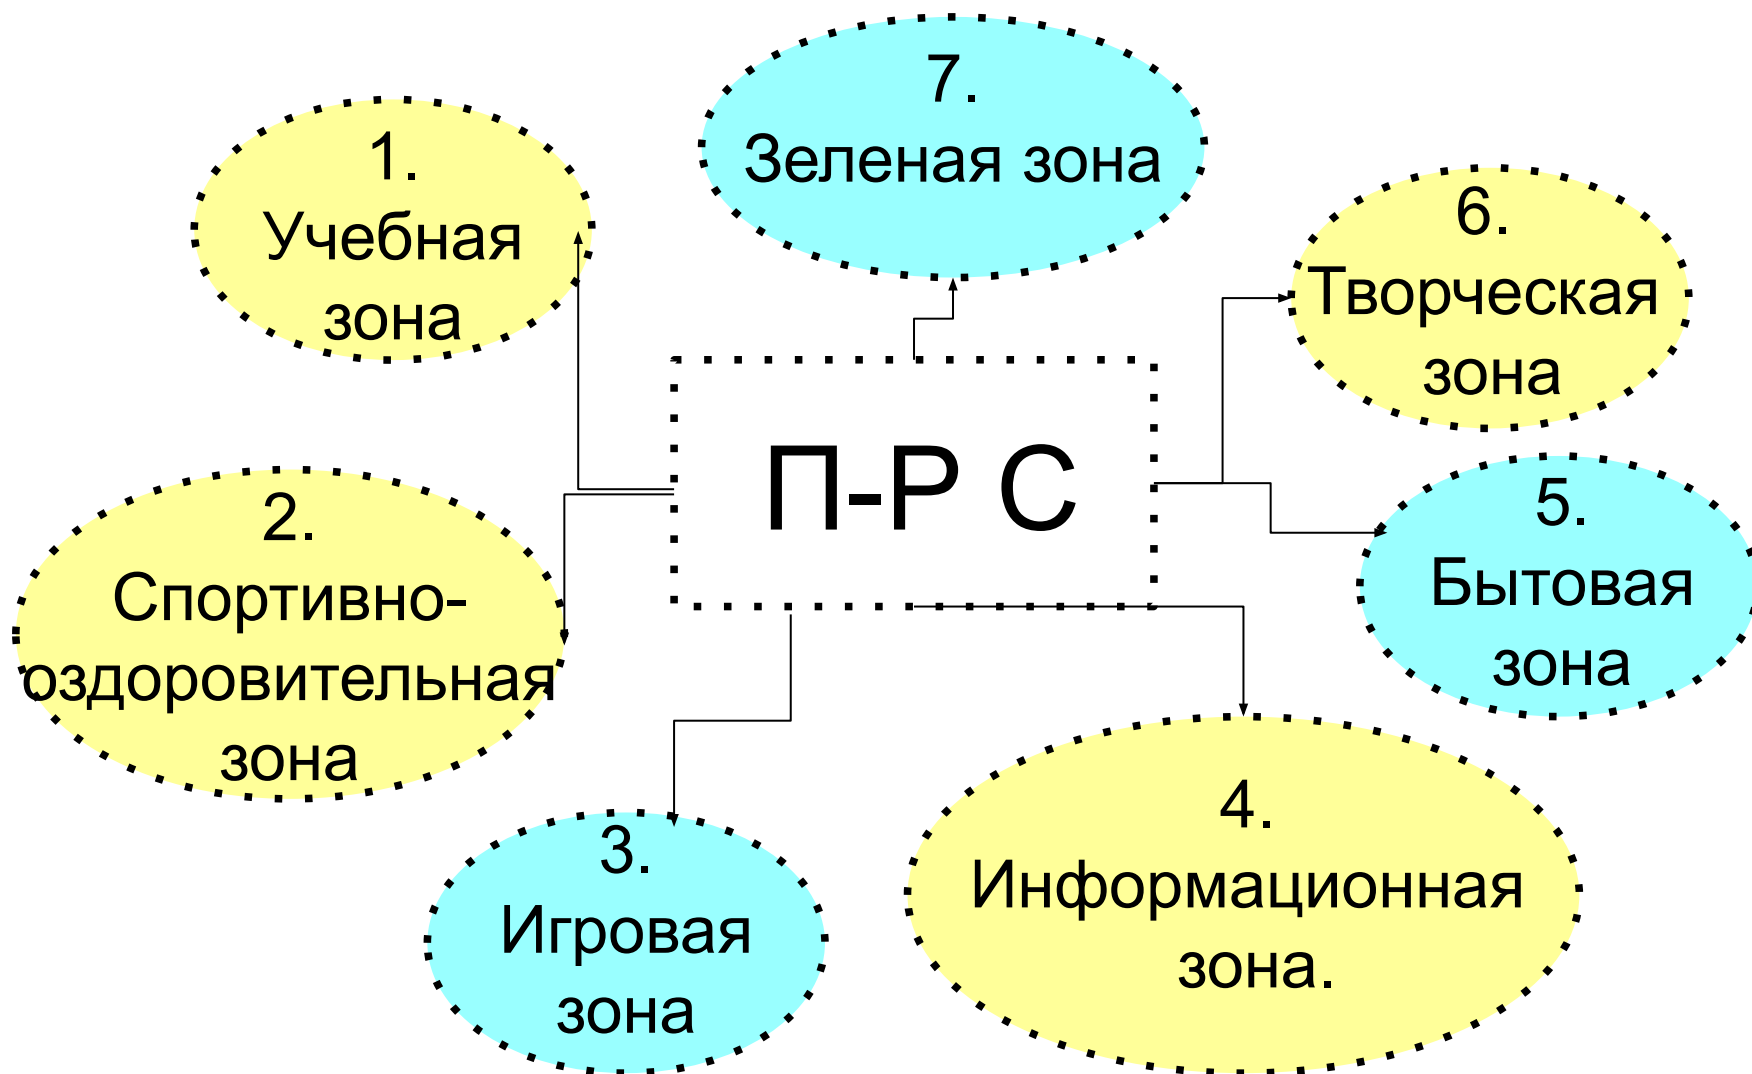 7.
Зеленая зона
1.
Учебная
зона
6.
Творческая
зона
П-Р С
2.
Спортивно-
оздоровительная
зона
5.
Бытовая
зона
4.
Информационная
зона.
3.
Игровая
зона